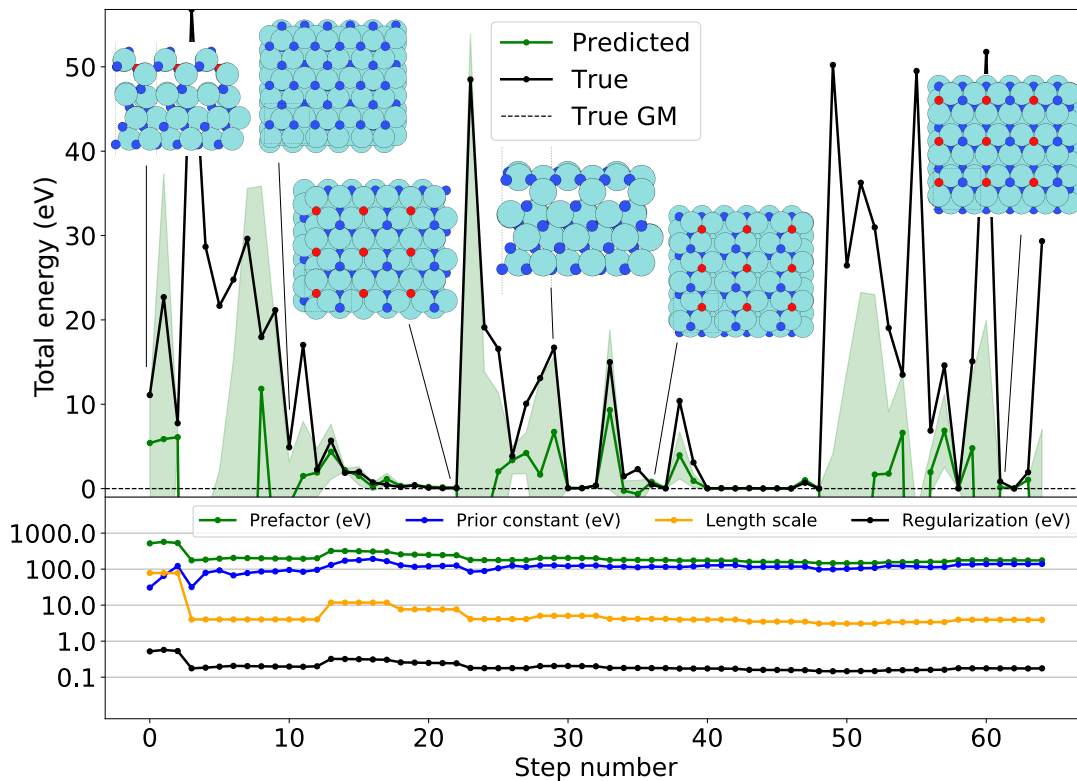 Total energy (eV)
50
40
30
20
10
0
Predicted
True
True GM
Prefactor (eV)
Prior constant (eV)
Length scale
Regularization (eV)
1000.0
100.0
10.0
1.0
0.1
0
10
20
30
40
50
60
Step number